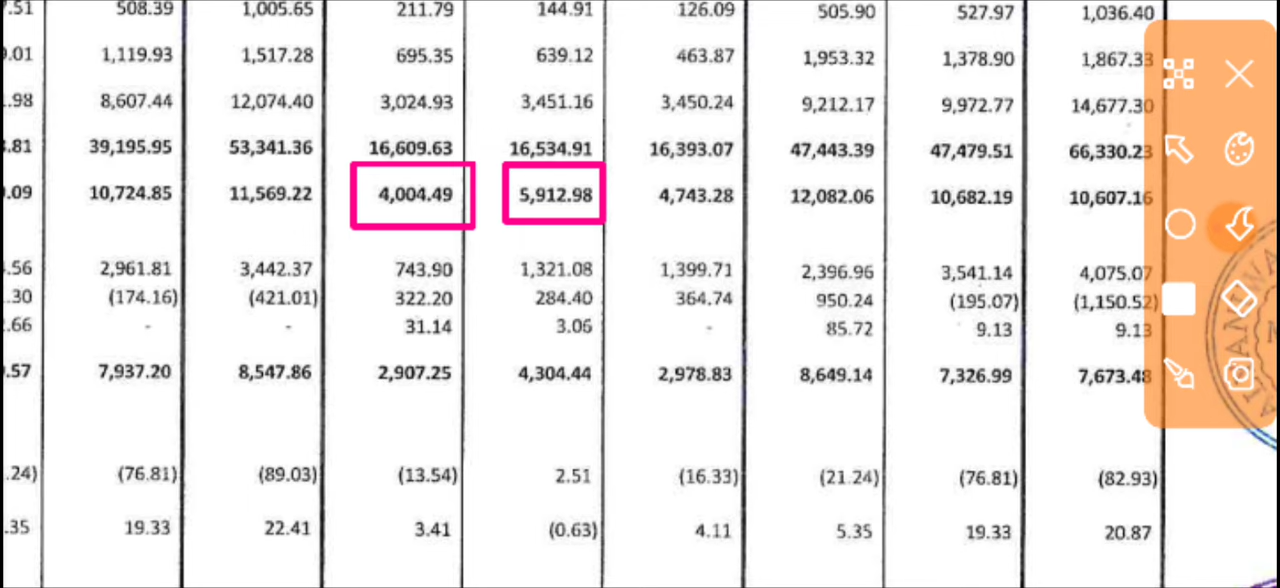 .51 508.39 1,005.65 211.79 144.91 126.09 505.90 527.97 1,036.40
.01 1,119.93 1,517.28 695.35 639.12 463.87 1,953.32 1,378.90 1,867.33
.98 8,607.44 12,074.40 3,024.93 3,451.16 3,450.24 9,212.17 9,972.77 14,677.30
.81 39,195.95 53,341.36 16,609.63 16,534.91 16,393.07 47,443.39 47,479.51 66,330.23
.09 10,724.85 11,569.22 4,004.49 5,912.98 4,743.28 12,082.06 10,682.19 10,607.16
.56 2,961.81 3,442.37 743.90 1,321.08 1,399.71 2,396.96 3,541.14 4,075.07
.30 (174.16) (421.01) 322.20 284.40 364.74 950.24 (195.07) (1,150.52)
.66 - - 31.14 3.06 - 85.72 9.13 9.13
.57 7,937.20 8,547.86 2,907.25 4,304.44 2,978.83 8,649.14 7,326.99 7,673.48
.24) (76.81) (89.03) (13.54) 2.51 (16.33) (21.24) (76.81) (82.93)
.35 19.33 22.41 3.41 (0.63) 4.11 5.35 19.33 20.87